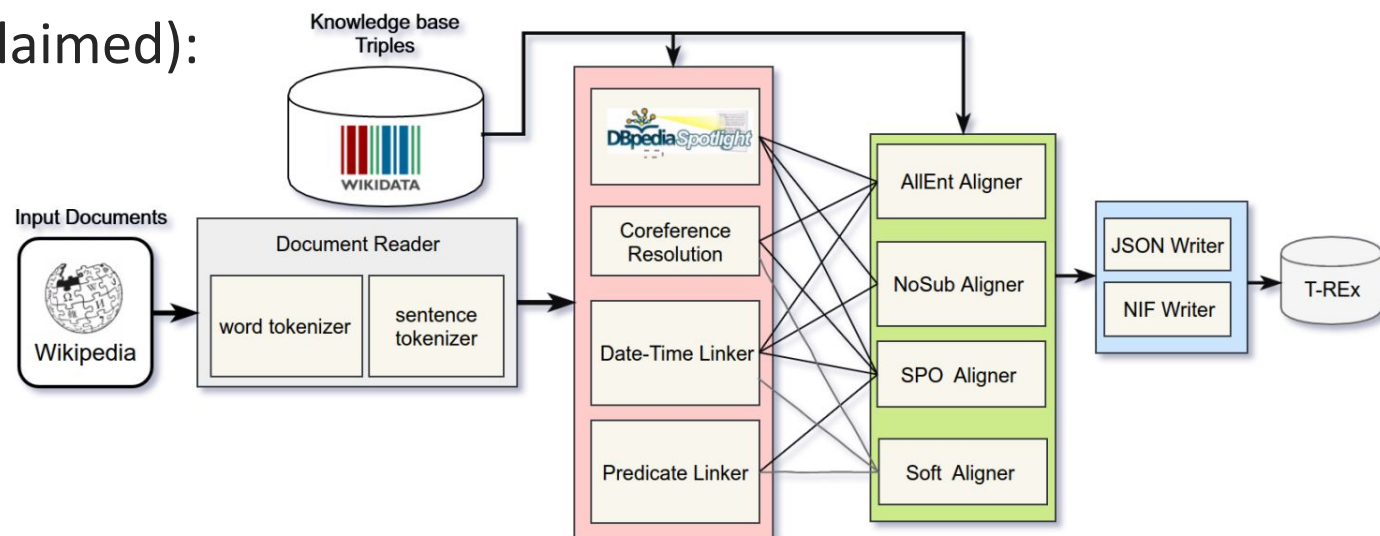 laimed):
Knowledge base
Triples
WIKIDATA
Input Documents
Wikipedia
Document Reader
word tokenizer
sentence
tokenizer
DBpedia Spotlight
Coreference
Resolution
Date-Time Linker
Predicate Linker
AllEnt Aligner
NoSub Aligner
SPO Aligner
Soft Aligner
JSON Writer
NIF Writer
T-REx